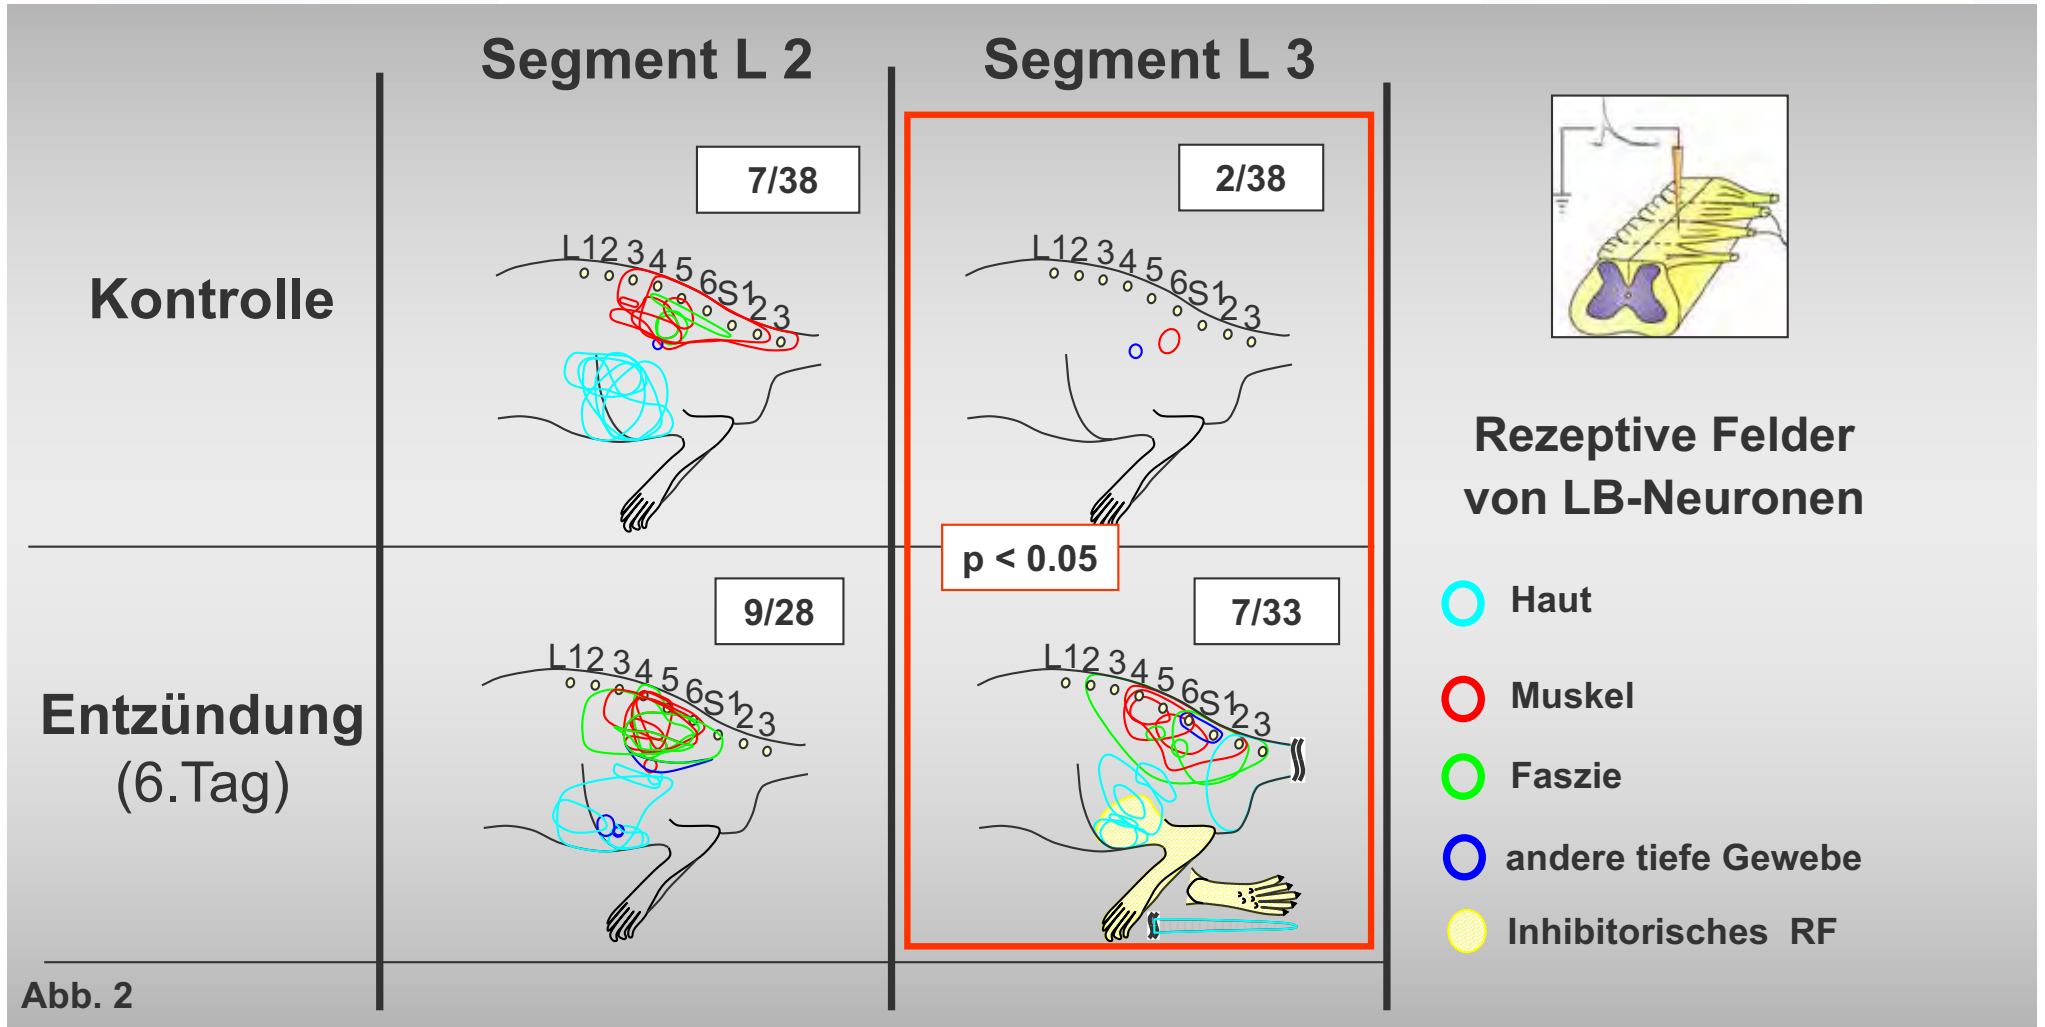 Segment L 2
Segment L 3
7/38
2/38
L1 2 3 4 5 6 S1 2 3
L1 2 3 4 5 6 S1 2 3
Kontrolle
Rezeptive Felder
von LB-Neuronen
p < 0.05
9/28
7/33
Haut
L1 2 3 4 5 6 S1 2 3
L1 2 3 4 5 6 S1 2 3
Entzündung
(6.Tag)
Muskel
Faszie
andere tiefe Gewebe
Inhibitorisches RF
Abb. 2